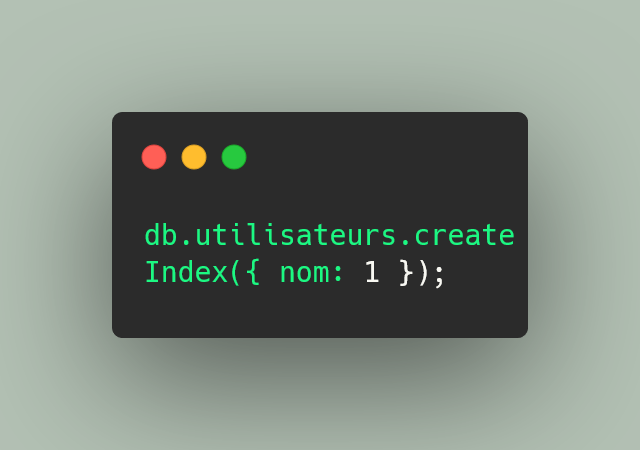 db.utilisateurs.create
Index({ nom: 1 });